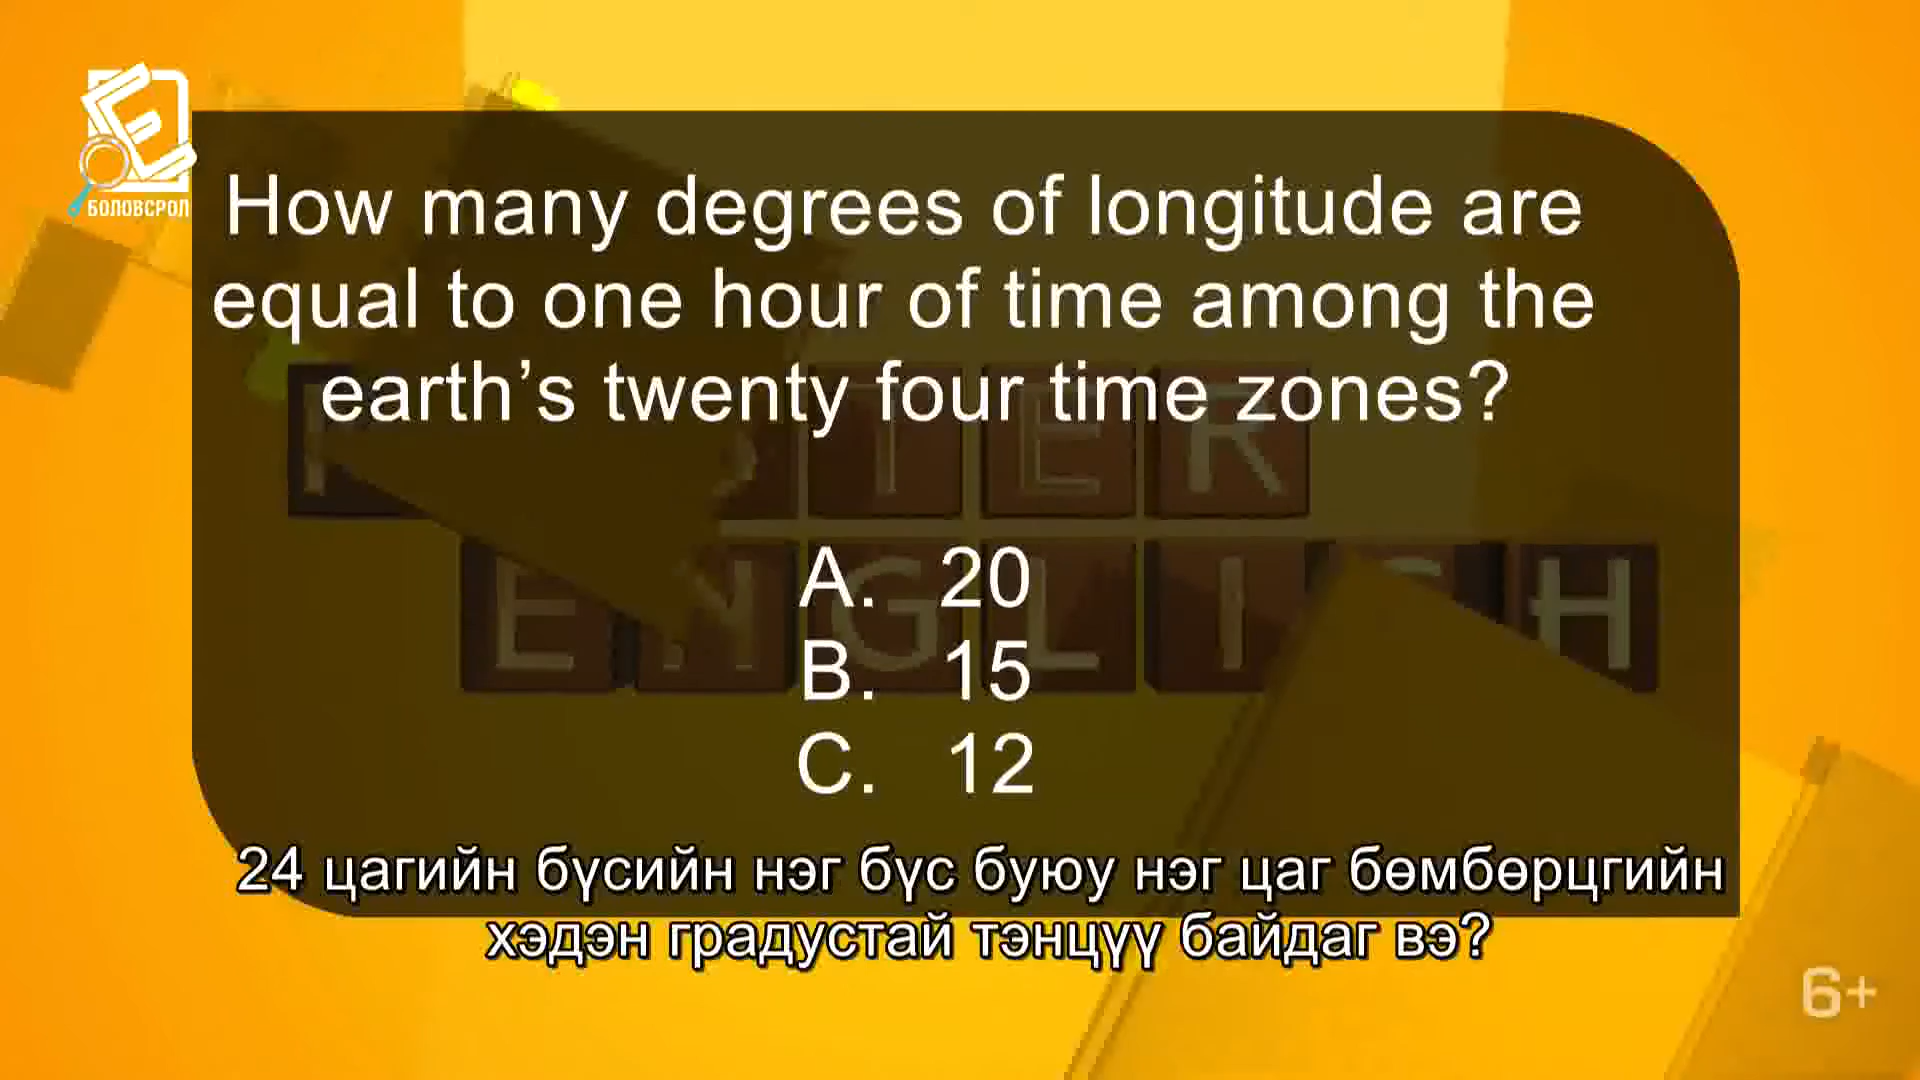 БОЛОВСРОЛ
How many degrees of longitude are
equal to one hour of time among the
earth’s twenty four time zones?
TER
ENGLISH
A. 20
B. 15
C. 12
24 цагийн бүсийн нэг бүс буюу нэг цаг бөмбөрцгийн
хэдэн градустай тэнцүү байдаг вэ?
6+